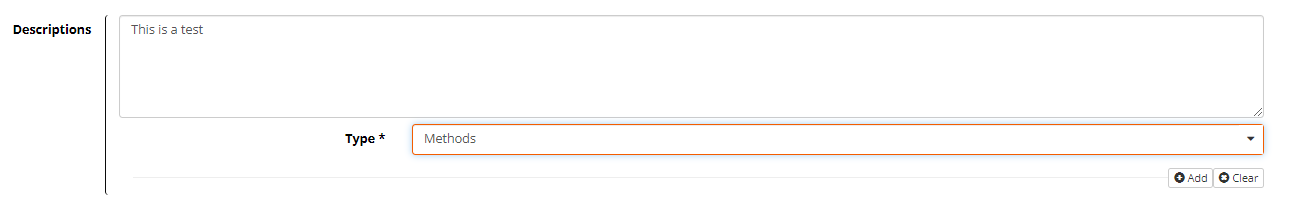 Descriptions This is a test
Type * Methods
Add Clear